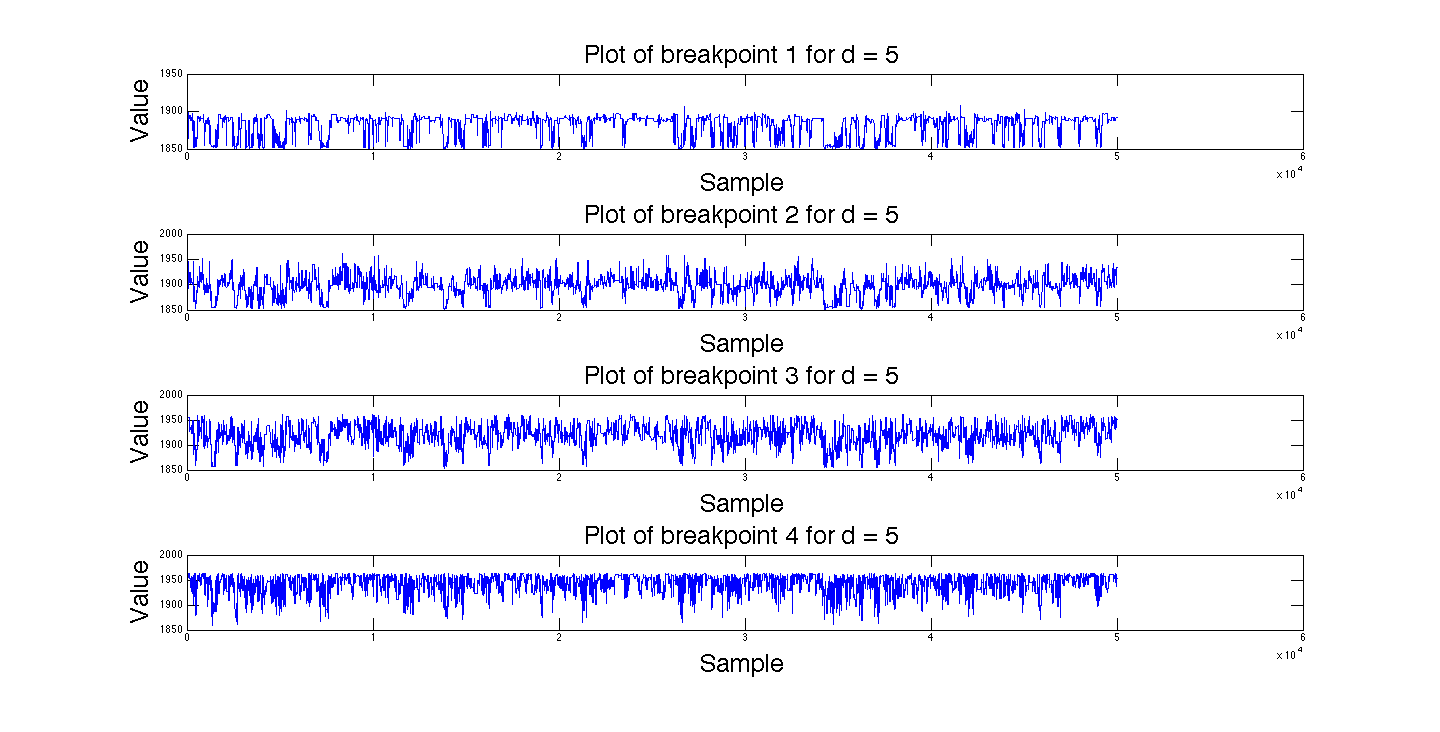 Plot of breakpoint 1 for d = 5
Value
1950
1900
1850
0 1 2 3 4 5 6
x 10^4
Sample
Plot of breakpoint 2 for d = 5
Value
2000
1950
1900
1850
0 1 2 3 4 5 6
x 10^4
Sample
Plot of breakpoint 3 for d = 5
Value
2000
1950
1900
1850
0 1 2 3 4 5 6
x 10^4
Sample
Plot of breakpoint 4 for d = 5
Value
2000
1950
1900
1850
0 1 2 3 4 5 6
x 10^4
Sample